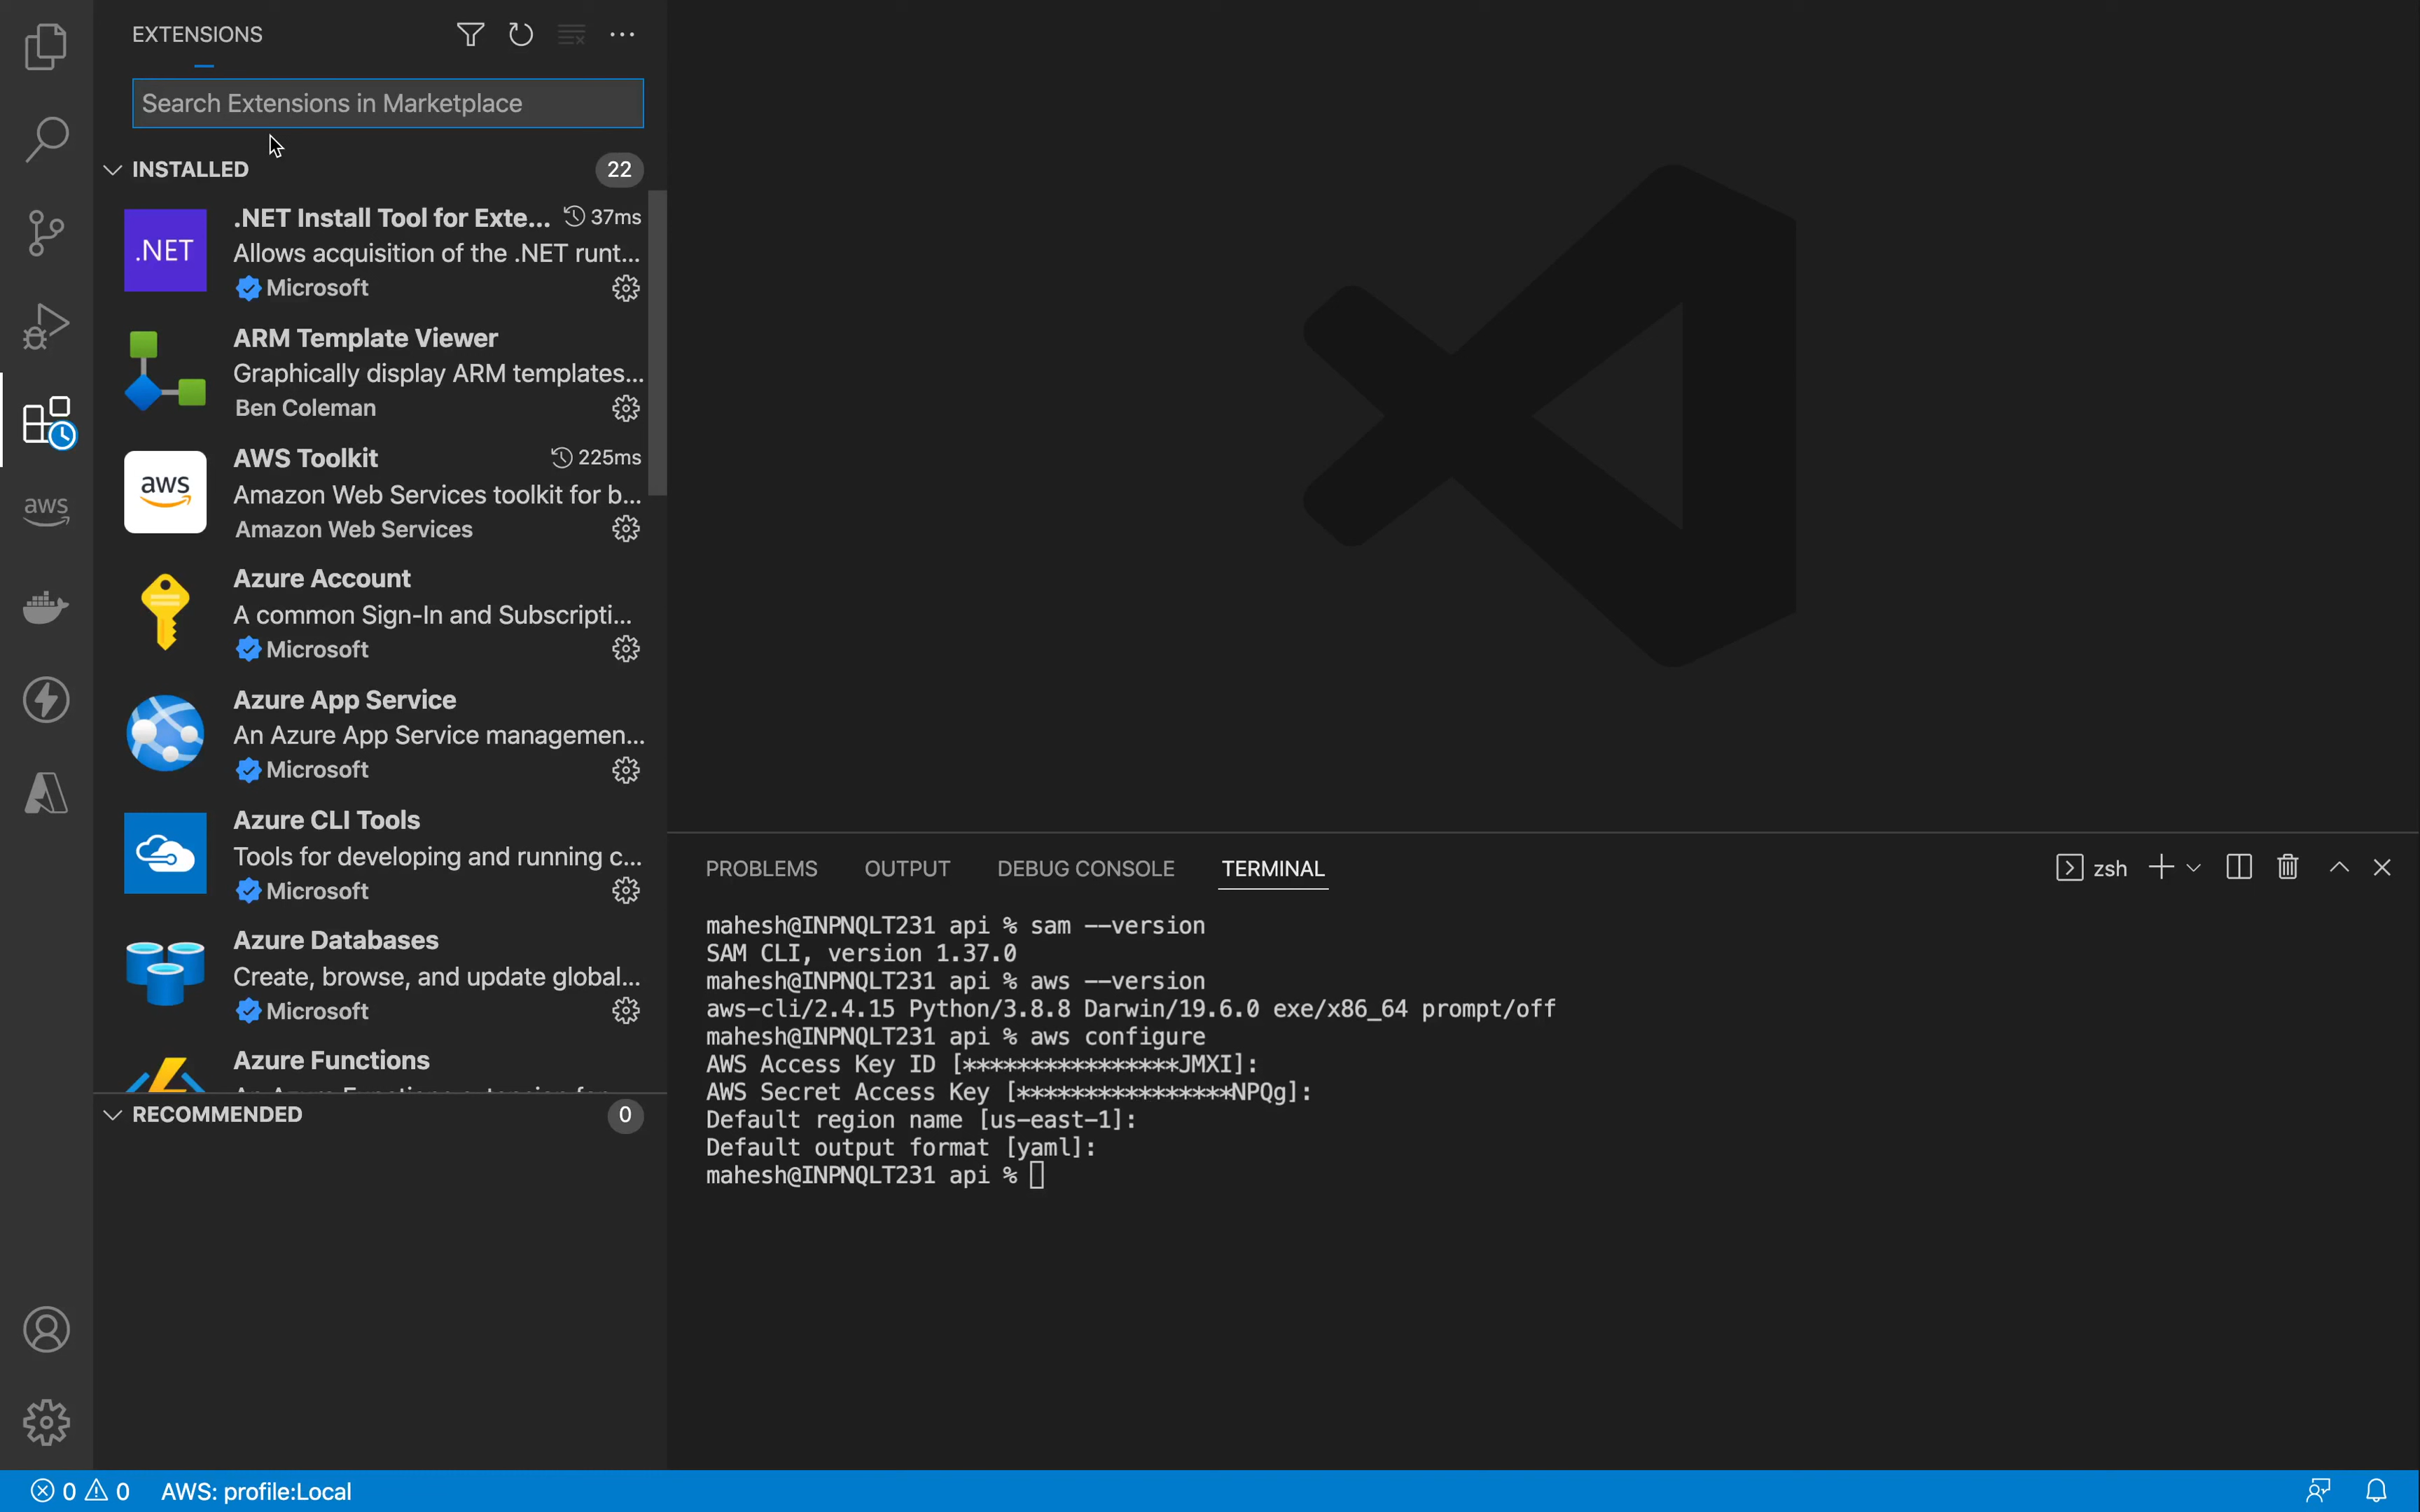 EXTENSIONS
Search Extensions in Marketplace
INSTALLED 22
.NET
.NET Install Tool for Exte... 37ms
Allows acquisition of the .NET runt...
Microsoft
ARM Template Viewer
Graphically display ARM templates...
Ben Coleman
aws
AWS Toolkit 225ms
Amazon Web Services toolkit for b...
Amazon Web Services
aws
Azure Account
A common Sign-In and Subscripti...
Microsoft
Azure App Service
An Azure App Service managemen...
Microsoft
Azure CLI Tools
Tools for developing and running c...
Microsoft
Azure Databases
Create, browse, and update global...
Microsoft
Azure Functions
RECOMMENDED 0
PROBLEMS OUTPUT DEBUG CONSOLE TERMINAL zsh
mahesh@INPNQLT231 api % sam --version
SAM CLI, version 1.37.0
mahesh@INPNQLT231 api % aws --version
aws-cli/2.4.15 Python/3.8.8 Darwin/19.6.0 exe/x86_64 prompt/off
mahesh@INPNQLT231 api % aws configure
AWS Access Key ID [****************JMXI]:
AWS Secret Access Key [****************NPQg]:
Default region name [us-east-1]:
Default output format [yaml]:
mahesh@INPNQLT231 api %
0 0 AWS: profile:Local